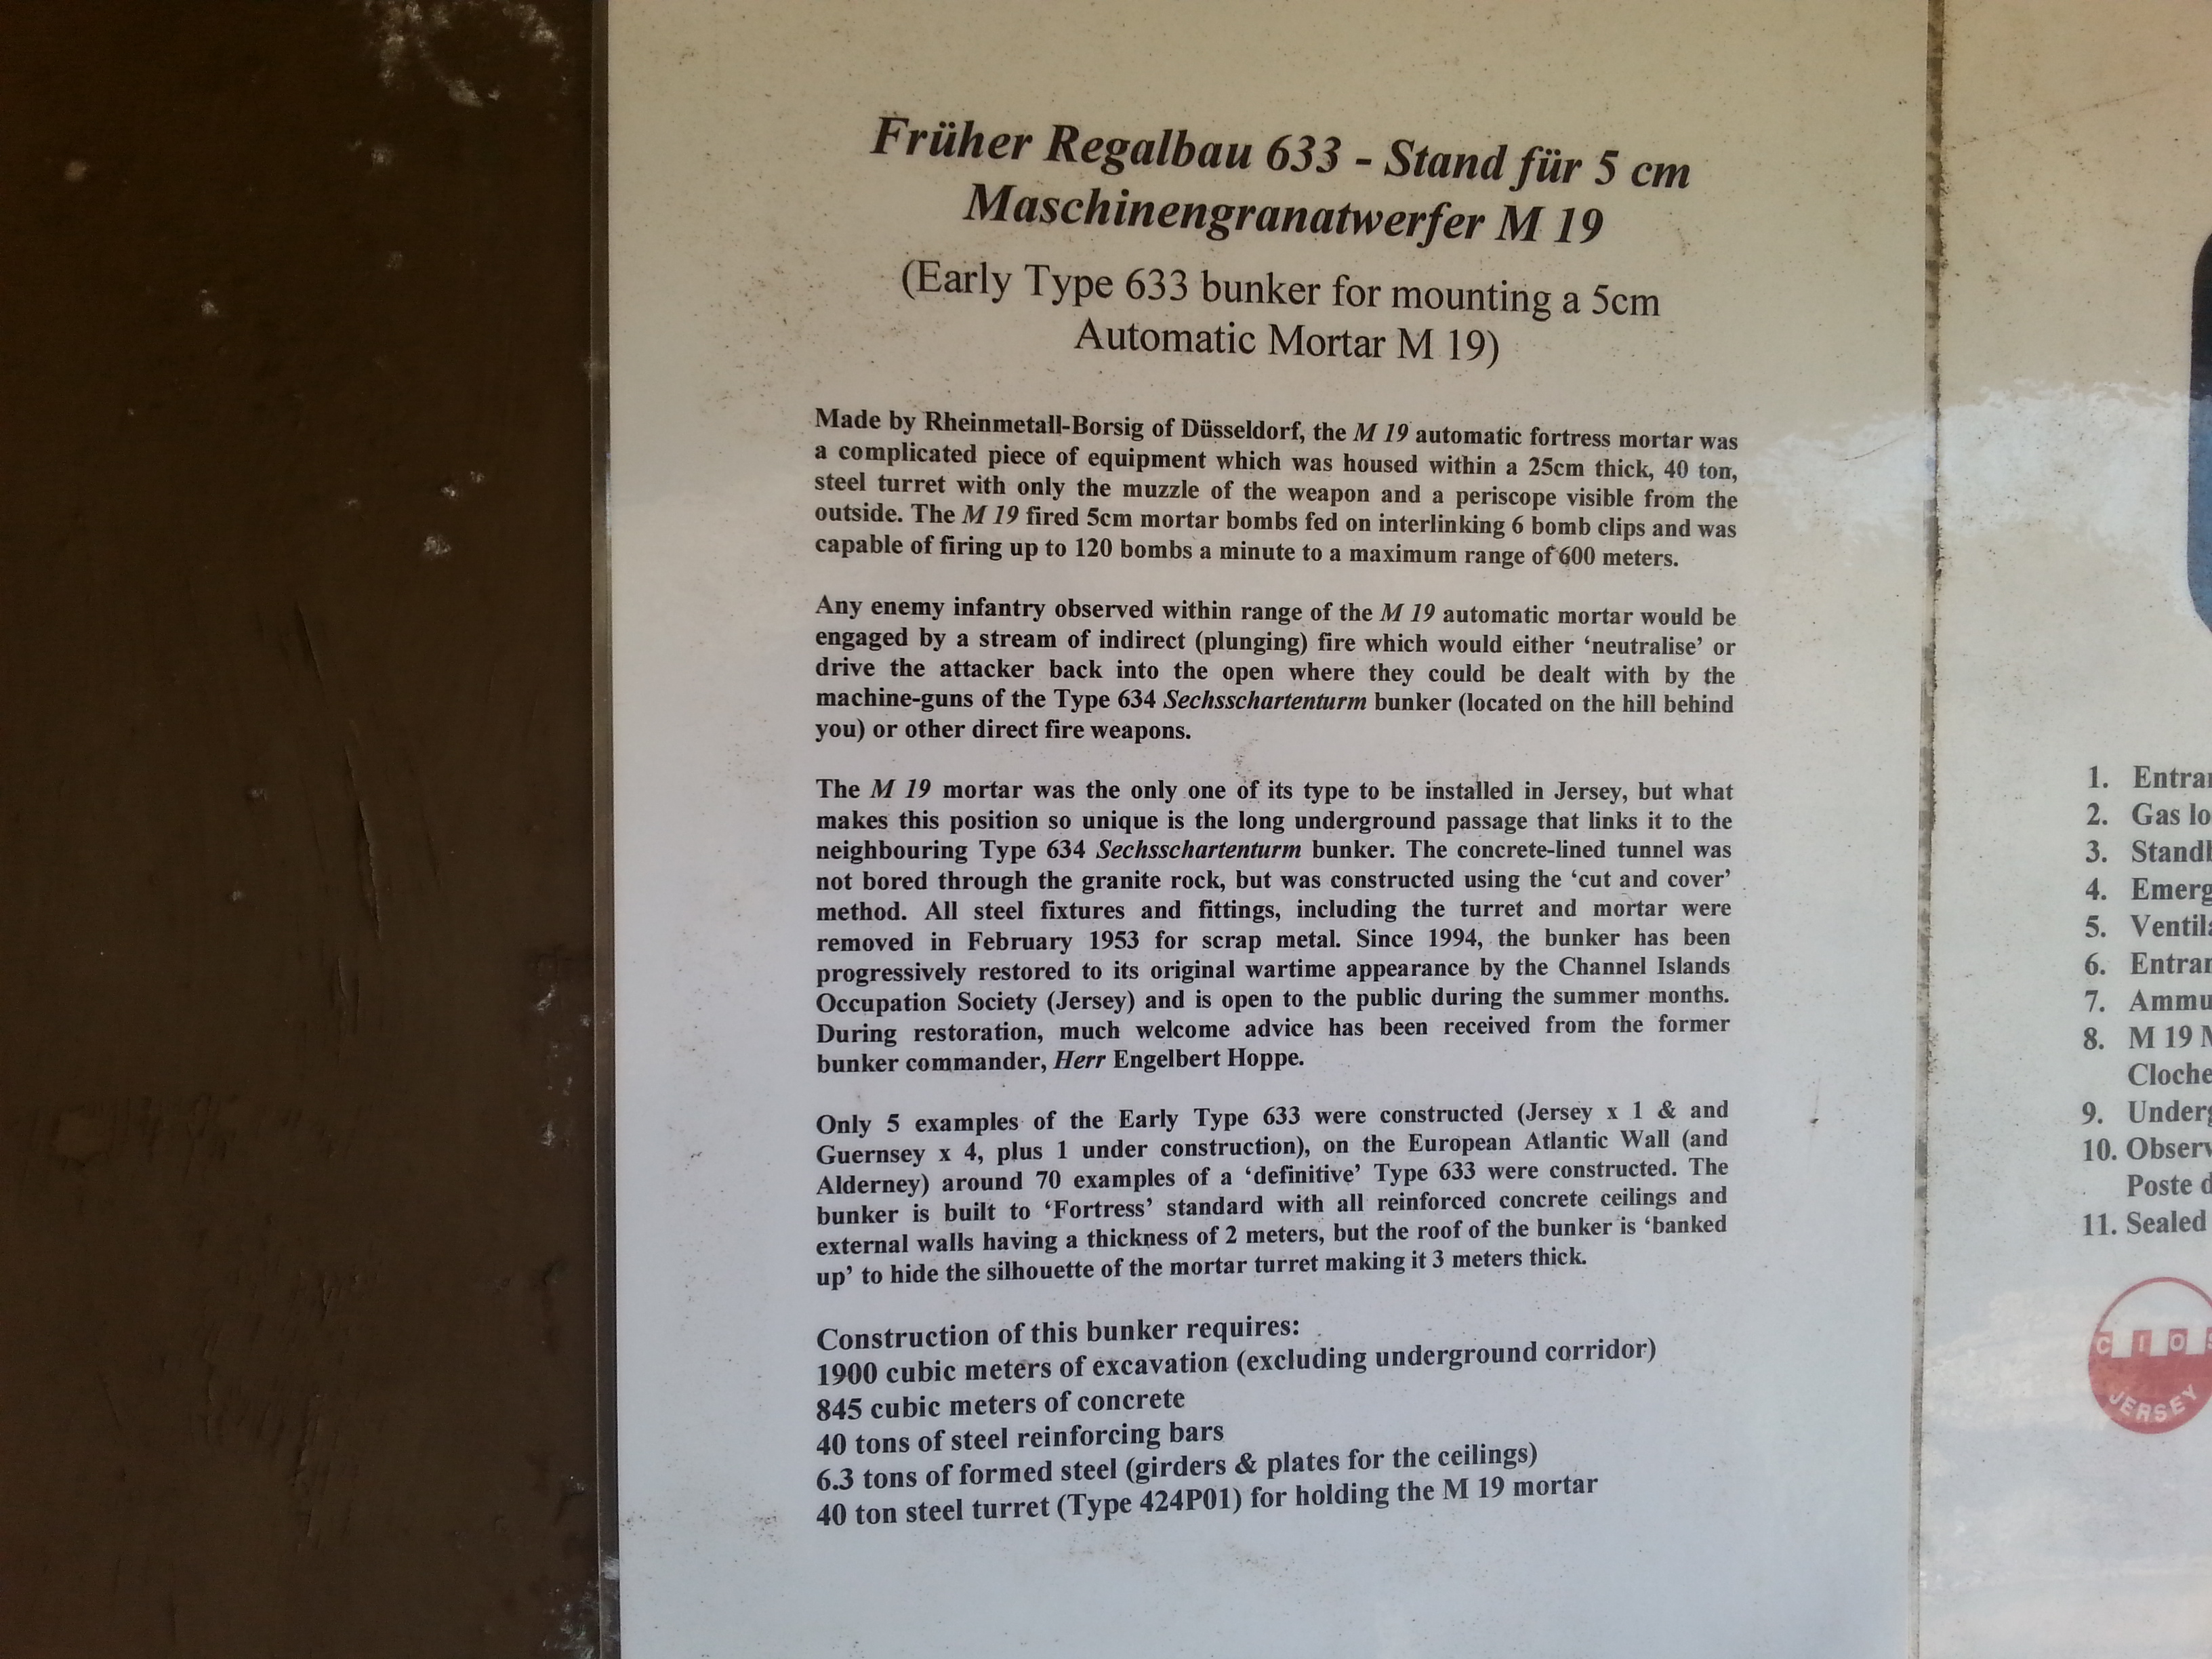 Früher Regalbau 633 - Stand für 5 cm
Maschinengranatwerfer M 19
(Early Type 633 bunker for mounting a 5cm
Automatic Mortar M 19)
Made by Rheinmetall-Borsig of Düsseldorf, the M 19 automatic fortress mortar was
a complicated piece of equipment which was housed within a 25cm thick, 40 ton,
steel turret with only the muzzle of the weapon and a periscope visible from the
outside. The M 19 fired 5cm mortar bombs fed on interlinking 6 bomb clips and was
capable of firing up to 120 bombs a minute to a maximum range of 600 meters.
Any enemy infantry observed within range of the M 19 automatic mortar would be
engaged by a stream of indirect (plunging) fire which would either ‘neutralise’ or
drive the attacker back into the open where they could be dealt with by the
machine-guns of the Type 634 Sechsschartenturm bunker (located on the hill behind
you) or other direct fire weapons.
The M 19 mortar was the only one of its type to be installed in Jersey, but what
makes this position so unique is the long underground passage that links it to the
neighbouring Type 634 Sechsschartenturm bunker. The concrete-lined tunnel was
not bored through the granite rock, but was constructed using the ‘cut and cover’
method. All steel fixtures and fittings, including the turret and mortar were
removed in February 1953 for scrap metal. Since 1994, the bunker has been
progressively restored to its original wartime appearance by the Channel Islands
Occupation Society (Jersey) and is open to the public during the summer months.
During restoration, much welcome advice has been received from the former
bunker commander, Herr Engelbert Hoppe.
Only 5 examples of the Early Type 633 were constructed (Jersey x 1 & and
Guernsey x 4, plus 1 under construction), on the European Atlantic Wall (and
Alderney) around 70 examples of a ‘definitive’ Type 633 were constructed. The
bunker is built to ‘Fortress’ standard with all reinforced concrete ceilings and
external walls having a thickness of 2 meters, but the roof of the bunker is ‘banked
up’ to hide the silhouette of the mortar turret making it 3 meters thick.
Construction of this bunker requires:
1900 cubic meters of excavation (excluding underground corridor)
845 cubic meters of concrete
40 tons of steel reinforcing bars
6.3 tons of formed steel (girders & plates for the ceilings)
40 ton steel turret (Type 424P01) for holding the M 19 mortar
1.
2. Gas
3.
4.
5.
6.
7.
8. M 19
Cloche
9.
10.
Poste
11. Sealed
CIOS
JERSEY